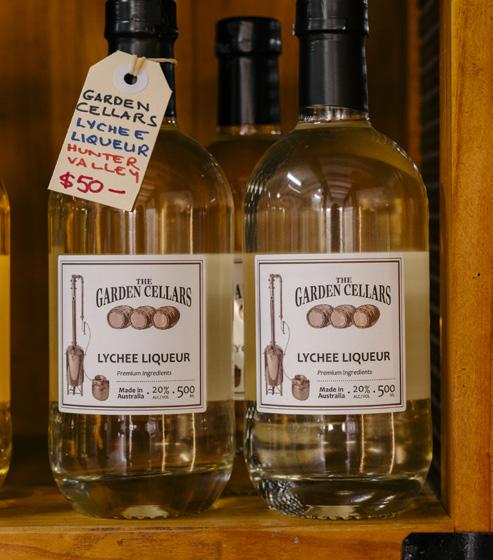 GARDEN
CELLARS
LYCHEE
LIQUEUR
HUNTER
VALLEY
$50-
THE
GARDEN CELLARS
LYCHEE LIQUEUR
Premium Ingredients
Made in Australia . 20% ALC/VOL . 500 ML
THE
GARDEN CELLARS
LYCHEE LIQUEUR
Premium Ingredients
Made in Australia . 20% ALC/VOL . 500 ML